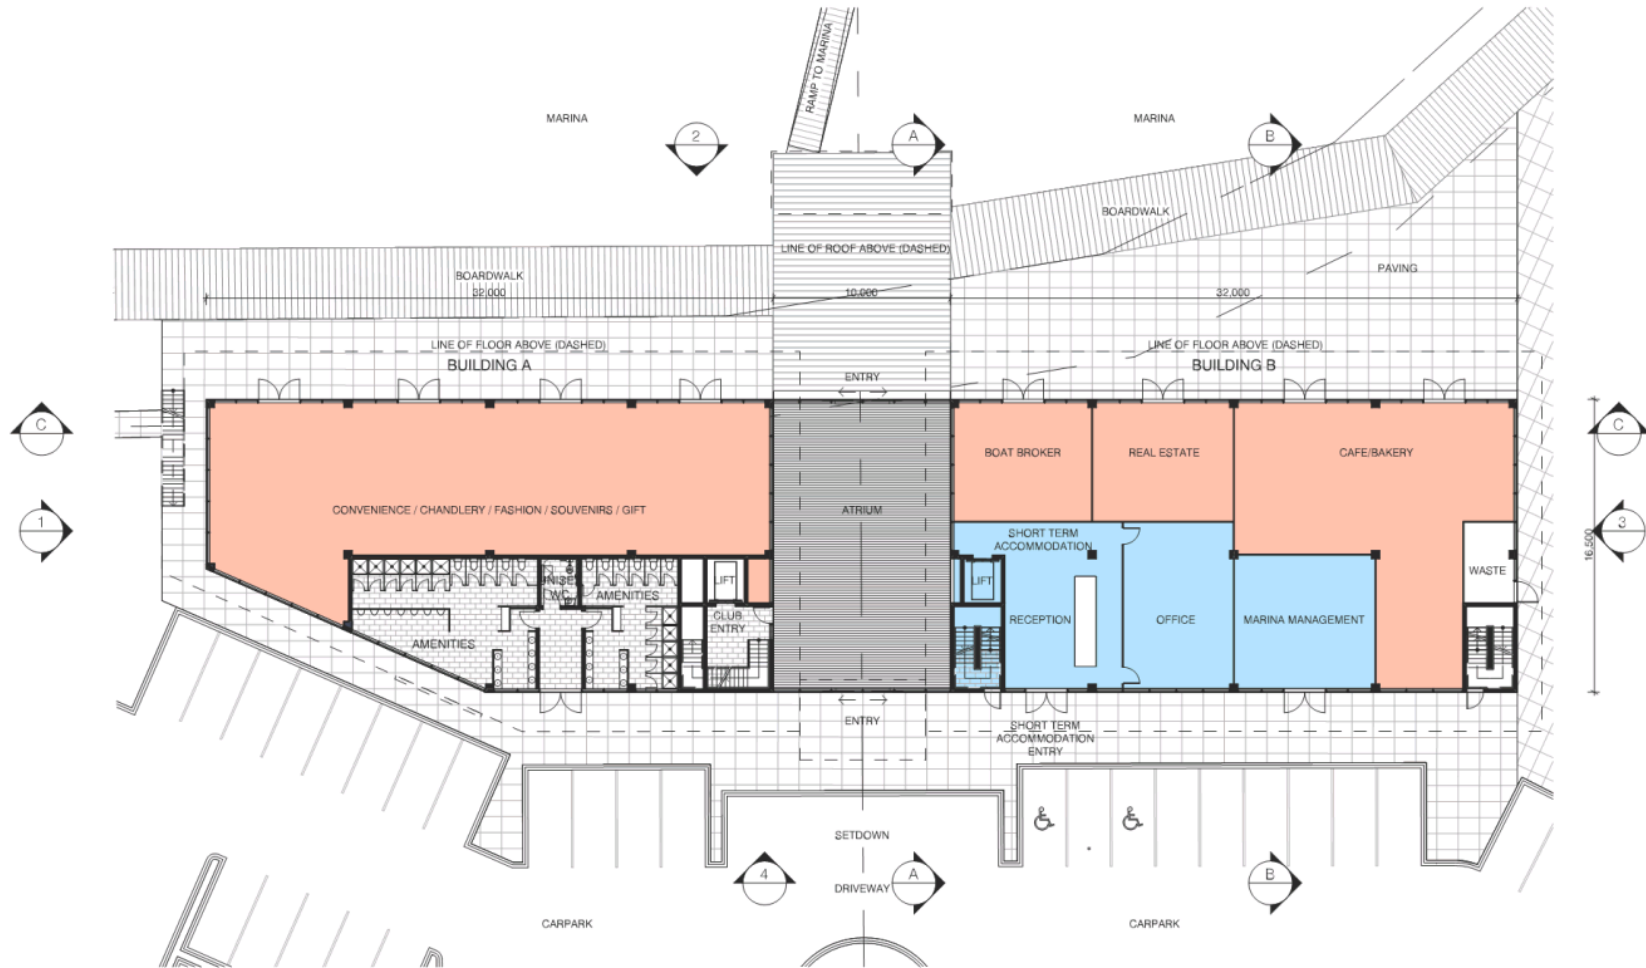 RAMP TO MARINA
MARINA
2
A
MARINA
B
BOARDWALK
LINE OF ROOF ABOVE (DASHED)
PAVING
BOARDWALK
32,000
10,000
32,000
LINE OF FLOOR ABOVE (DASHED)
LINE OF FLOOR ABOVE (DASHED)
BUILDING A
BUILDING B
ENTRY
C
C
BOAT BROKER
REAL ESTATE
CAFE/BAKERY
CONVENIENCE / CHANDLERY / FASHION / SOUVENIRS / GIFT
ATRIUM
1
3
16,500
SHORT TERM
ACCOMMODATION
WASTE
LIFT
LIFT
WC
AMENITIES
CLUB
ENTRY
RECEPTION
OFFICE
MARINA MANAGEMENT
AMENITIES
ENTRY
SHORT TERM
ACCOMMODATION
ENTRY
SETDOWN
4
A
B
DRIVEWAY
CARPARK
CARPARK